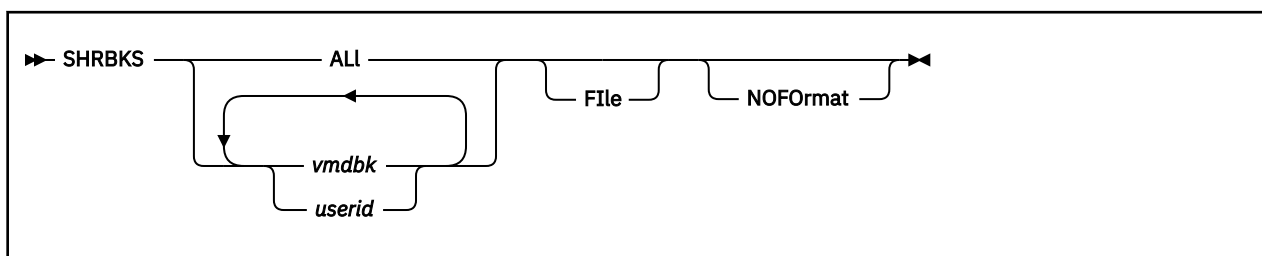 SHRBKS ALl
FIle
NOFOrmat
vmdbk
userid